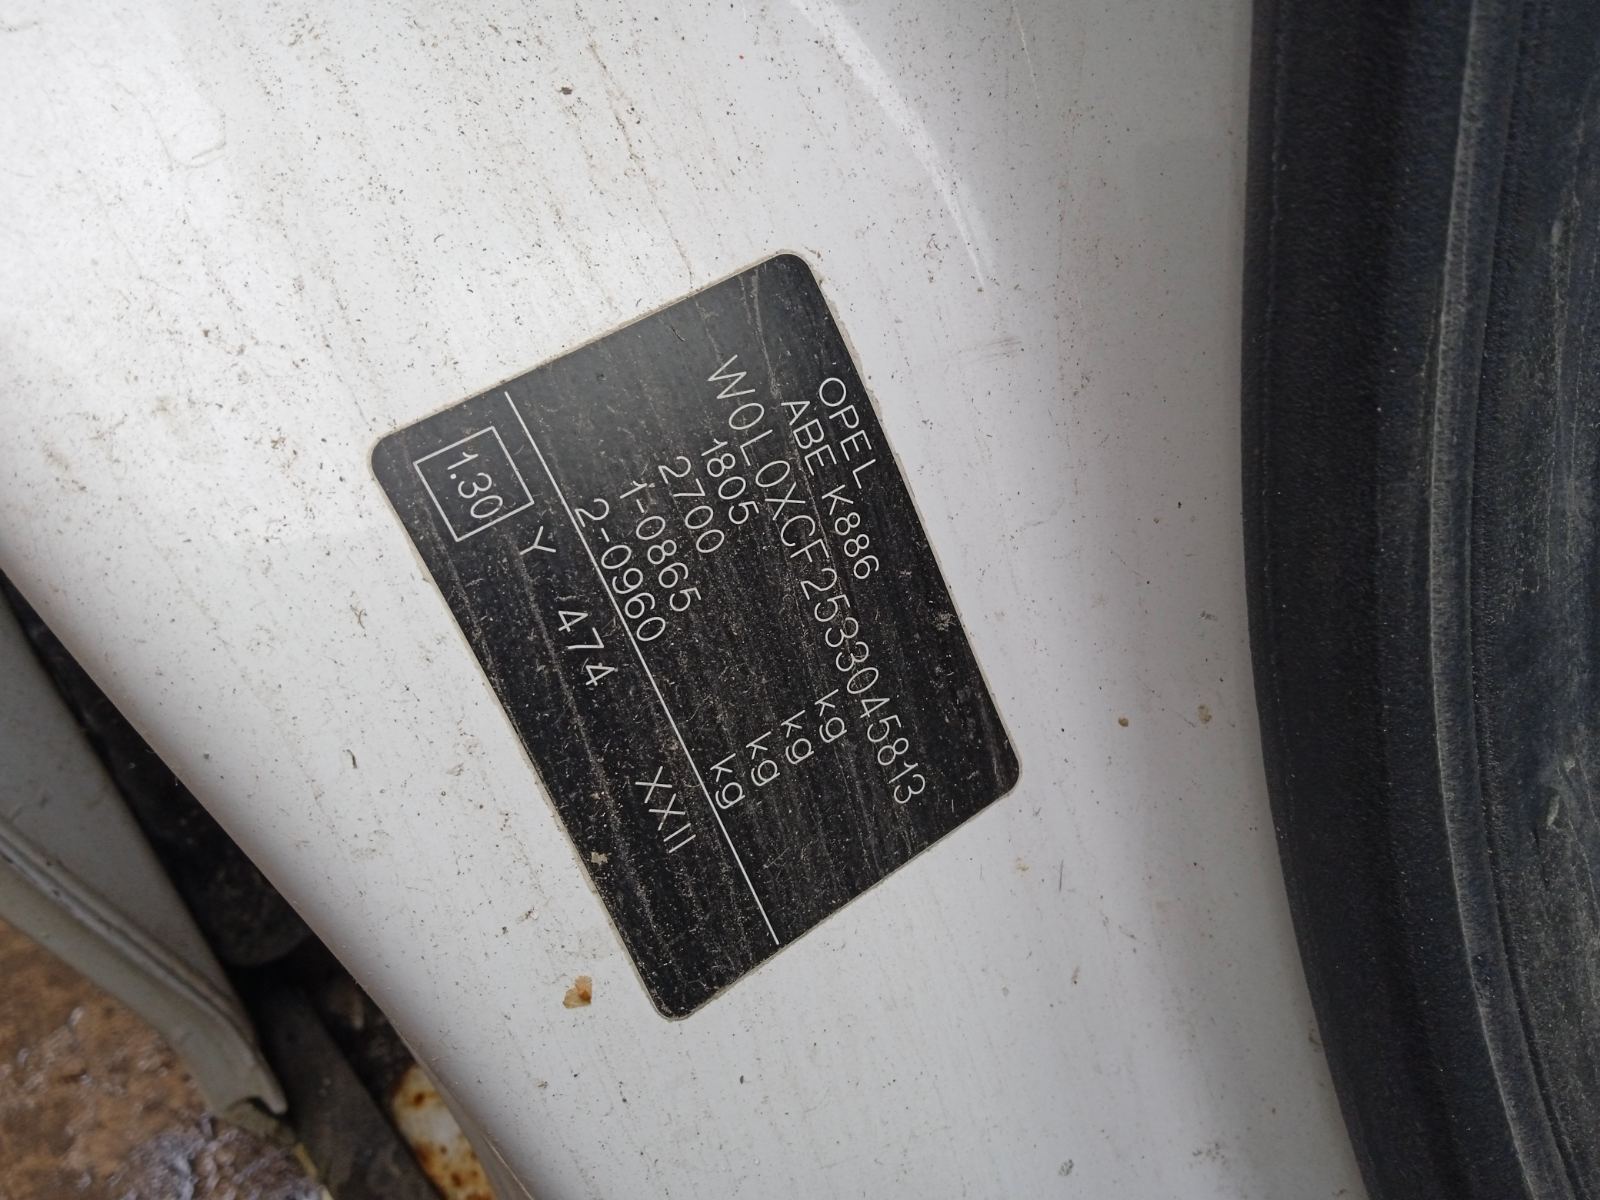 OPEL
ABE K886
W0L0XCF2533045813
1805 kg
2700 kg
1-0865 kg
2-0960 kg
1.30 Y 474 XXII